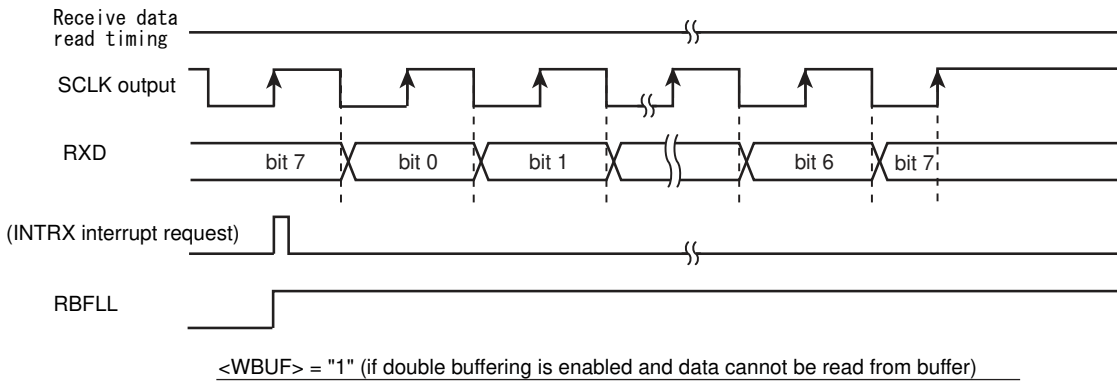 Receive data
read timing
SCLK output
RXD
bit 7
bit 0
bit 1
bit 6
bit 7
(INTRX interrupt request)
RBFLL
<WBUF> = "1" (if double buffering is enabled and data cannot be read from buffer)